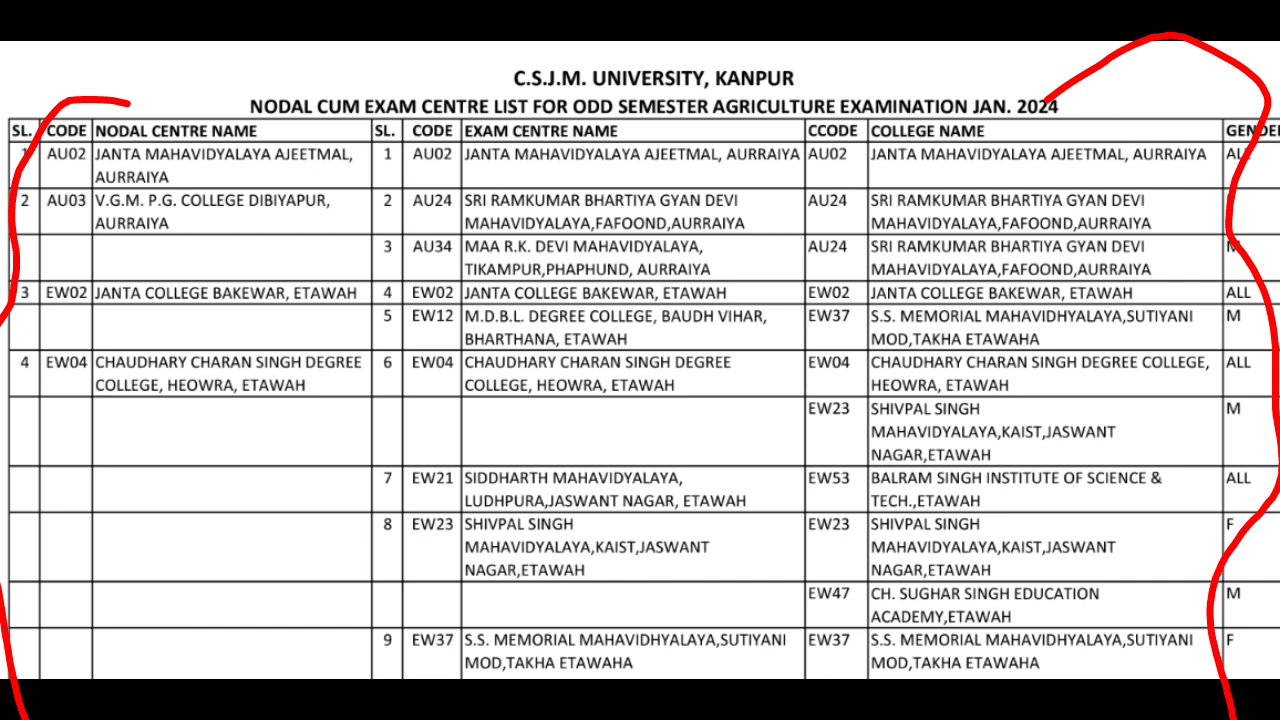 C.S.J.M. UNIVERSITY, KANPUR
NODAL CUM EXAM CENTRE LIST FOR ODD SEMESTER AGRICULTURE EXAMINATION JAN. 2024
SL. CODE NODAL CENTRE NAME SL. CODE EXAM CENTRE NAME CCODE COLLEGE NAME GENDER
1 AU02 JANTA MAHAVIDYALAYA AJEETMAL, 1 AU02 JANTA MAHAVIDYALAYA AJEETMAL, AURRAIYA AU02 JANTA MAHAVIDYALAYA AJEETMAL, AURRAIYA ALL
AURRAIYA
2 AU03 V.G.M. P.G. COLLEGE DIBIYAPUR, 2 AU24 SRI RAMKUMAR BHARTIYA GYAN DEVI AU24 SRI RAMKUMAR BHARTIYA GYAN DEVI
AURRAIYA MAHAVIDYALAYA,FAFOOND,AURRAIYA MAHAVIDYALAYA,FAFOOND,AURRAIYA
3 AU34 MAA R.K. DEVI MAHAVIDYALAYA, AU24 SRI RAMKUMAR BHARTIYA GYAN DEVI M
TIKAMPUR,PHAPHUND, AURRAIYA MAHAVIDYALAYA,FAFOOND,AURRAIYA
3 EW02 JANTA COLLEGE BAKEWAR, ETAWAH 4 EW02 JANTA COLLEGE BAKEWAR, ETAWAH EW02 JANTA COLLEGE BAKEWAR, ETAWAH ALL
5 EW12 M.D.B.L. DEGREE COLLEGE, BAUDH VIHAR, EW37 S.S. MEMORIAL MAHAVIDHYALAYA,SUTIYANI M
BHARTHANA, ETAWAH MOD,TAKHA ETAWAHA
4 EW04 CHAUDHARY CHARAN SINGH DEGREE 6 EW04 CHAUDHARY CHARAN SINGH DEGREE EW04 CHAUDHARY CHARAN SINGH DEGREE COLLEGE, ALL
COLLEGE, HEOWRA, ETAWAH COLLEGE, HEOWRA, ETAWAH HEOWRA, ETAWAH
EW23 SHIVPAL SINGH M
MAHAVIDYALAYA,KAIST,JASWANT
NAGAR,ETAWAH
7 EW21 SIDDHARTH MAHAVIDYALAYA, EW53 BALRAM SINGH INSTITUTE OF SCIENCE & ALL
LUDHPURA,JASWANT NAGAR, ETAWAH TECH.,ETAWAH
8 EW23 SHIVPAL SINGH EW23 SHIVPAL SINGH F
MAHAVIDYALAYA,KAIST,JASWANT MAHAVIDYALAYA,KAIST,JASWANT
NAGAR,ETAWAH NAGAR,ETAWAH
EW47 CH. SUGHAR SINGH EDUCATION M
ACADEMY,ETAWAH
9 EW37 S.S. MEMORIAL MAHAVIDHYALAYA,SUTIYANI EW37 S.S. MEMORIAL MAHAVIDHYALAYA,SUTIYANI F
MOD,TAKHA ETAWAHA MOD,TAKHA ETAWAHA